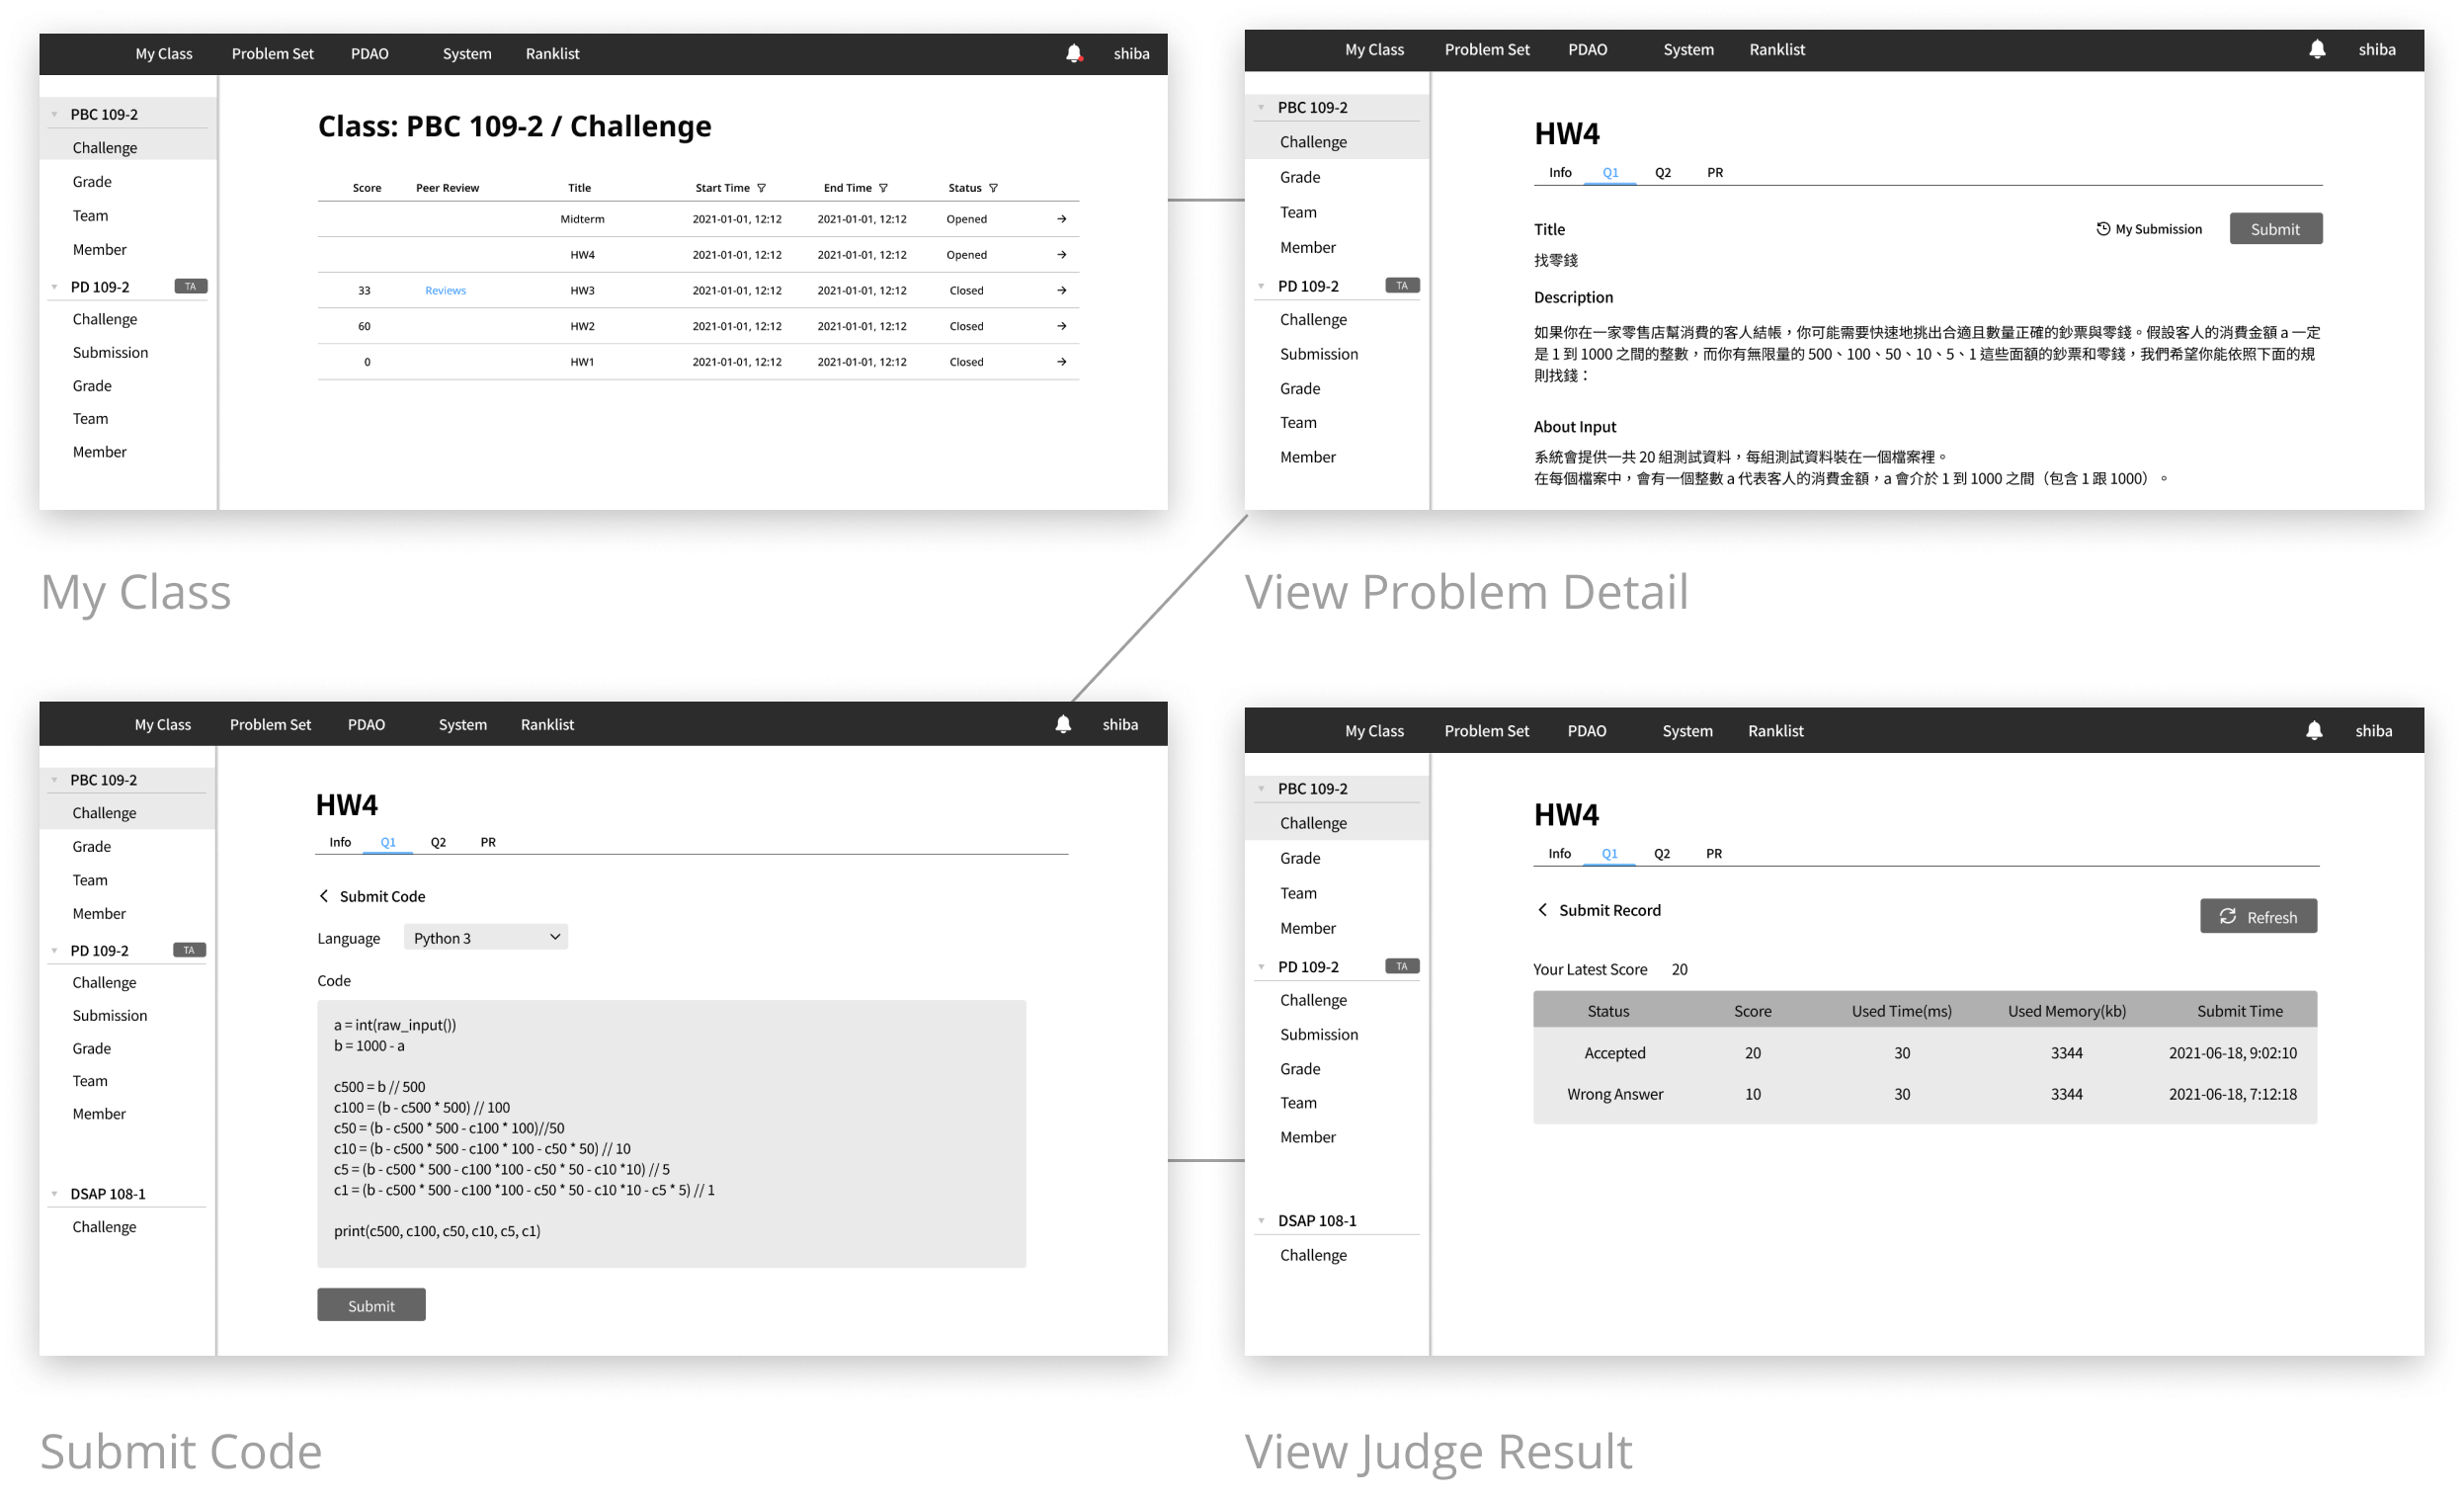 My Class Problem Set PDAO System Ranklist shiba
PBC 109-2
Challenge
Grade
Team
Member
PD 109-2 TA
Challenge
Submission
Grade
Team
Member
Class: PBC 109-2 / Challenge
Score Peer Review Title Start Time End Time Status
Midterm 2021-01-01, 12:12 2021-01-01, 12:12 Opened
HW4 2021-01-01, 12:12 2021-01-01, 12:12 Opened
33 Reviews HW3 2021-01-01, 12:12 2021-01-01, 12:12 Closed
60 HW2 2021-01-01, 12:12 2021-01-01, 12:12 Closed
0 HW1 2021-01-01, 12:12 2021-01-01, 12:12 Closed
My Class
My Class Problem Set PDAO System Ranklist shiba
PBC 109-2
Challenge
Grade
Team
Member
PD 109-2 TA
Challenge
Submission
Grade
Team
Member
HW4
Info Q1 Q2 PR
Title My Submission Submit
找零錢
Description
如果你在一家零售店幫消費的客人結帳，你可能需要快速地挑出合適且數量正確的鈔票與零錢。假設客人的消費金額 a 一定
是 1 到 1000 之間的整數，而你有無限量的 500、100、50、10、5、1 這些面額的鈔票和零錢，我們希望你能依照下面的規
則找錢：
About Input
系統會提供一共 20 組測試資料，每組測試資料裝在一個檔案裡。
在每個檔案中，會有一個整數 a 代表客人的消費金額，a 會介於 1 到 1000 之間（包含 1 跟 1000）。
View Problem Detail
My Class Problem Set PDAO System Ranklist shiba
PBC 109-2
Challenge
Grade
Team
Member
PD 109-2 TA
Challenge
Submission
Grade
Team
Member
DSAP 108-1
Challenge
HW4
Info Q1 Q2 PR
Submit Code
Language Python 3
Code
a = int(raw_input())
b = 1000 - a
c500 = b // 500
c100 = (b - c500 * 500) // 100
c50 = (b - c500 * 500 - c100 * 100)//50
c10 = (b - c500 * 500 - c100 * 100 - c50 * 50) // 10
c5 = (b - c500 * 500 - c100 *100 - c50 * 50 - c10 *10) // 5
c1 = (b - c500 * 500 - c100 *100 - c50 * 50 - c10 *10 - c5 * 5) // 1
print(c500, c100, c50, c10, c5, c1)
Submit
Submit Code
My Class Problem Set PDAO System Ranklist shiba
PBC 109-2
Challenge
Grade
Team
Member
PD 109-2 TA
Challenge
Submission
Grade
Team
Member
DSAP 108-1
Challenge
HW4
Info Q1 Q2 PR
Submit Record Refresh
Your Latest Score 20
Status Score Used Time(ms) Used Memory(kb) Submit Time
Accepted 20 30 3344 2021-06-18, 9:02:10
Wrong Answer 10 30 3344 2021-06-18, 7:12:18
View Judge Result